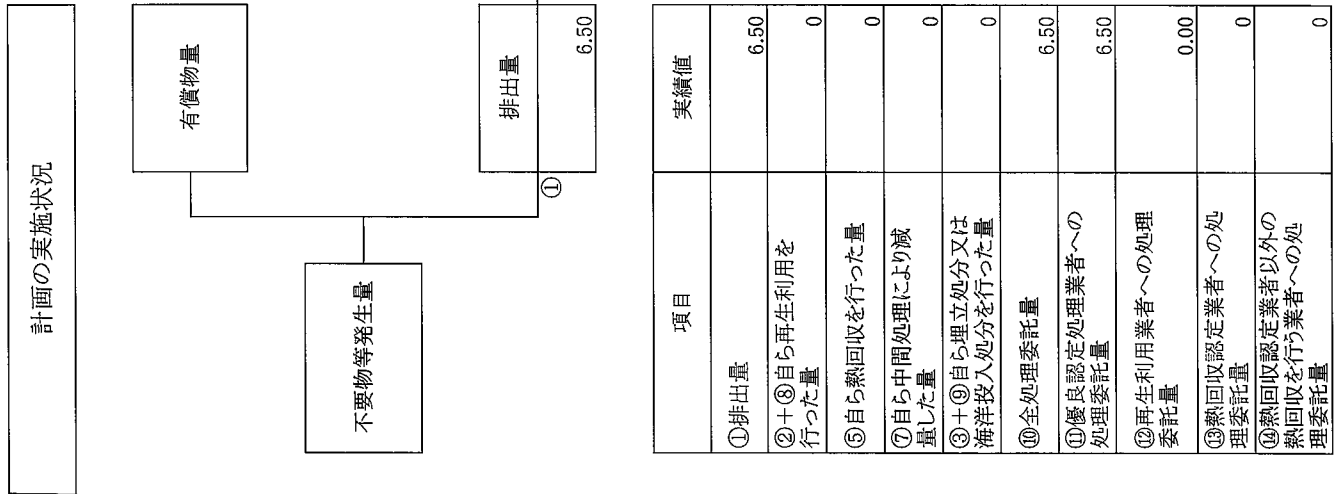 計画の実施状況
有償物量
不要物等発生量
排出量
①
6.50
項目
実績値
①排出量
6.50
②+⑧自ら再生利用を
行った量
0
⑤自ら熱回収を行った量
0
⑦自ら中間処理により減
量した量
0
③+⑨自ら埋立処分又は
海洋投入処分を行った量
0
⑩全処理委託量
6.50
⑪優良認定処理業者への
処理委託量
6.50
⑫再生利用業者への処理
委託量
0.00
⑬熱回収認定業者への処
理委託量
0
⑭熱回収認定業者以外の
熱回収を行う業者への処
理委託量
0